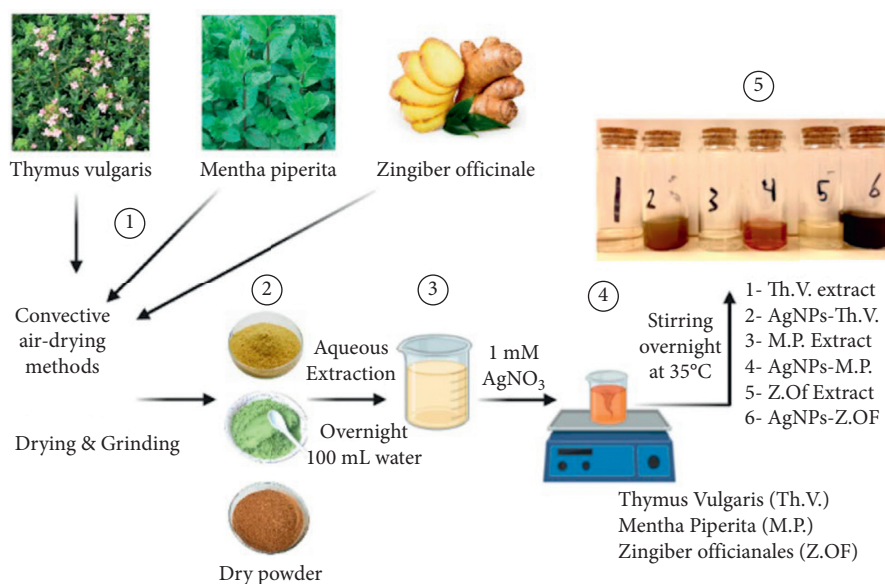 Thymus vulgaris
Mentha piperita
Zingiber officinale
5
1 2 3 4 5 6
1
Convective
air-drying
methods
Drying & Grinding
2
Dry powder
Aqueous
Extraction
Overnight
100 mL water
3
1 mM
AgNO₃
4
Stirring
overnight
at 35°C
1- Th.V. extract
2- AgNPs-Th.V.
3- M.P. Extract
4- AgNPs-M.P.
5- Z.Of Extract
6- AgNPs-Z.OF
Thymus Vulgaris (Th.V.)
Mentha Piperita (M.P.)
Zingiber officianales (Z.OF)